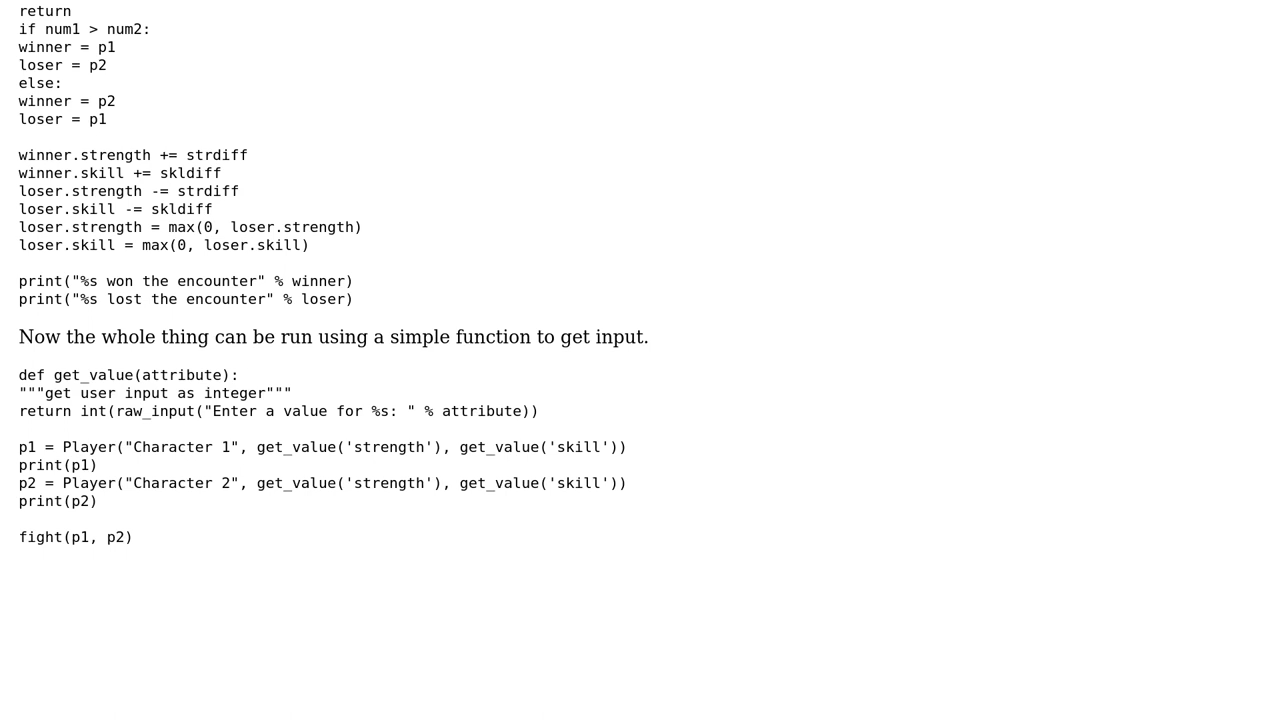 return
if num1 > num2:
winner = p1
loser = p2
else:
winner = p2
loser = p1

winner.strength += strdiff
winner.skill += skldiff
loser.strength -= strdiff
loser.skill -= skldiff
loser.strength = max(0, loser.strength)
loser.skill = max(0, loser.skill)

print("%s won the encounter" % winner)
print("%s lost the encounter" % loser)

Now the whole thing can be run using a simple function to get input.

def get_value(attribute):
"""get user input as integer"""
return int(raw_input("Enter a value for %s: " % attribute))

p1 = Player("Character 1", get_value('strength'), get_value('skill'))
print(p1)
p2 = Player("Character 2", get_value('strength'), get_value('skill'))
print(p2)

fight(p1, p2)